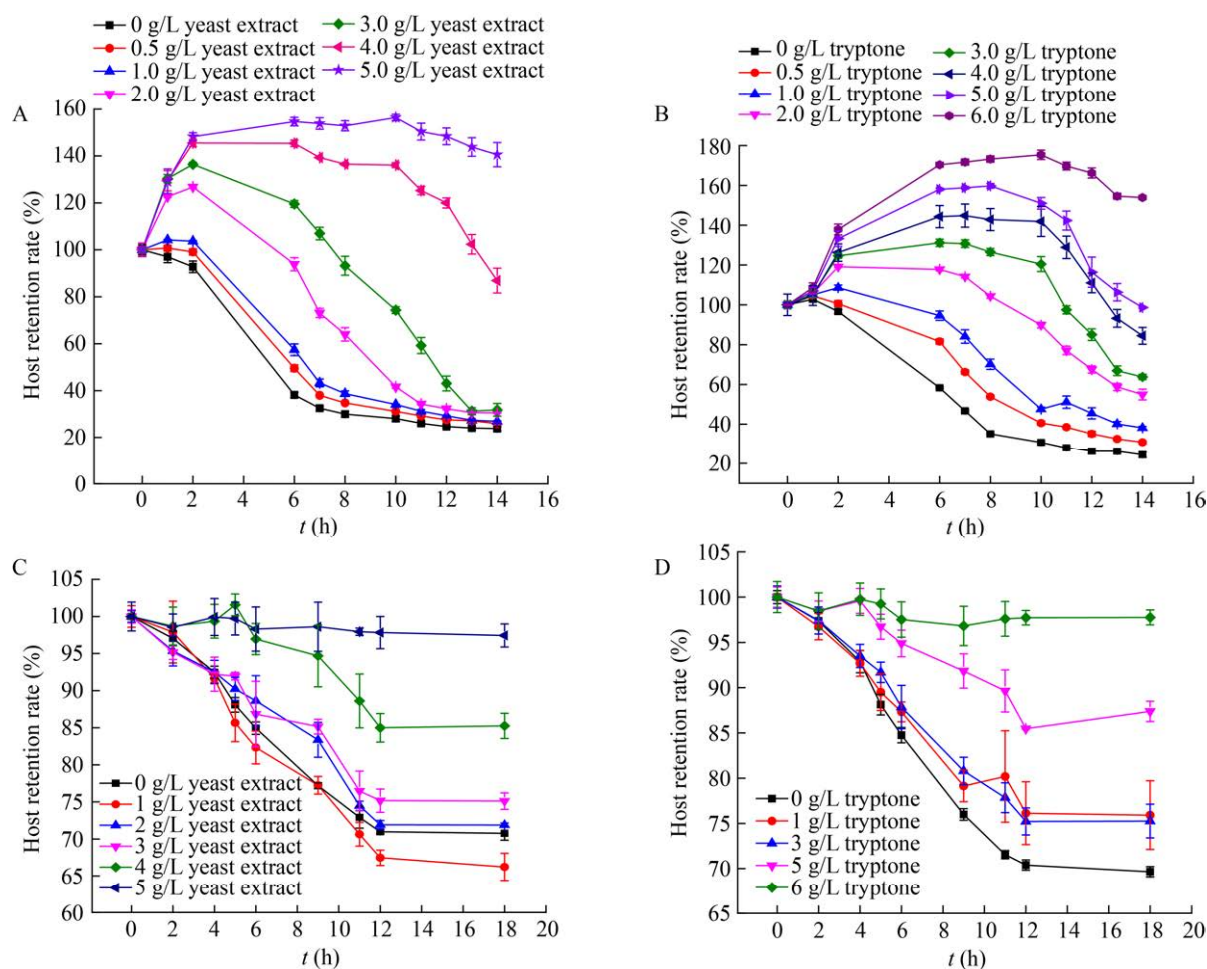 0 g/L yeast extract
0.5 g/L yeast extract
1.0 g/L yeast extract
2.0 g/L yeast extract
3.0 g/L yeast extract
4.0 g/L yeast extract
5.0 g/L yeast extract
A
160
140
120
100
80
60
40
20
0
Host retention rate (%)
0 2 4 6 8 10 12 14 16
t (h)
0 g/L tryptone
0.5 g/L tryptone
1.0 g/L tryptone
2.0 g/L tryptone
3.0 g/L tryptone
4.0 g/L tryptone
5.0 g/L tryptone
6.0 g/L tryptone
B
180
160
140
120
100
80
60
40
20
Host retention rate (%)
0 2 4 6 8 10 12 14 16
t (h)
C
105
100
95
90
85
80
75
70
65
60
Host retention rate (%)
0 g/L yeast extract
1 g/L yeast extract
2 g/L yeast extract
3 g/L yeast extract
4 g/L yeast extract
5 g/L yeast extract
0 2 4 6 8 10 12 14 16 18 20
t (h)
D
105
100
95
90
85
80
75
70
65
Host retention rate (%)
0 g/L tryptone
1 g/L tryptone
3 g/L tryptone
5 g/L tryptone
6 g/L tryptone
0 2 4 6 8 10 12 14 16 18 20
t (h)